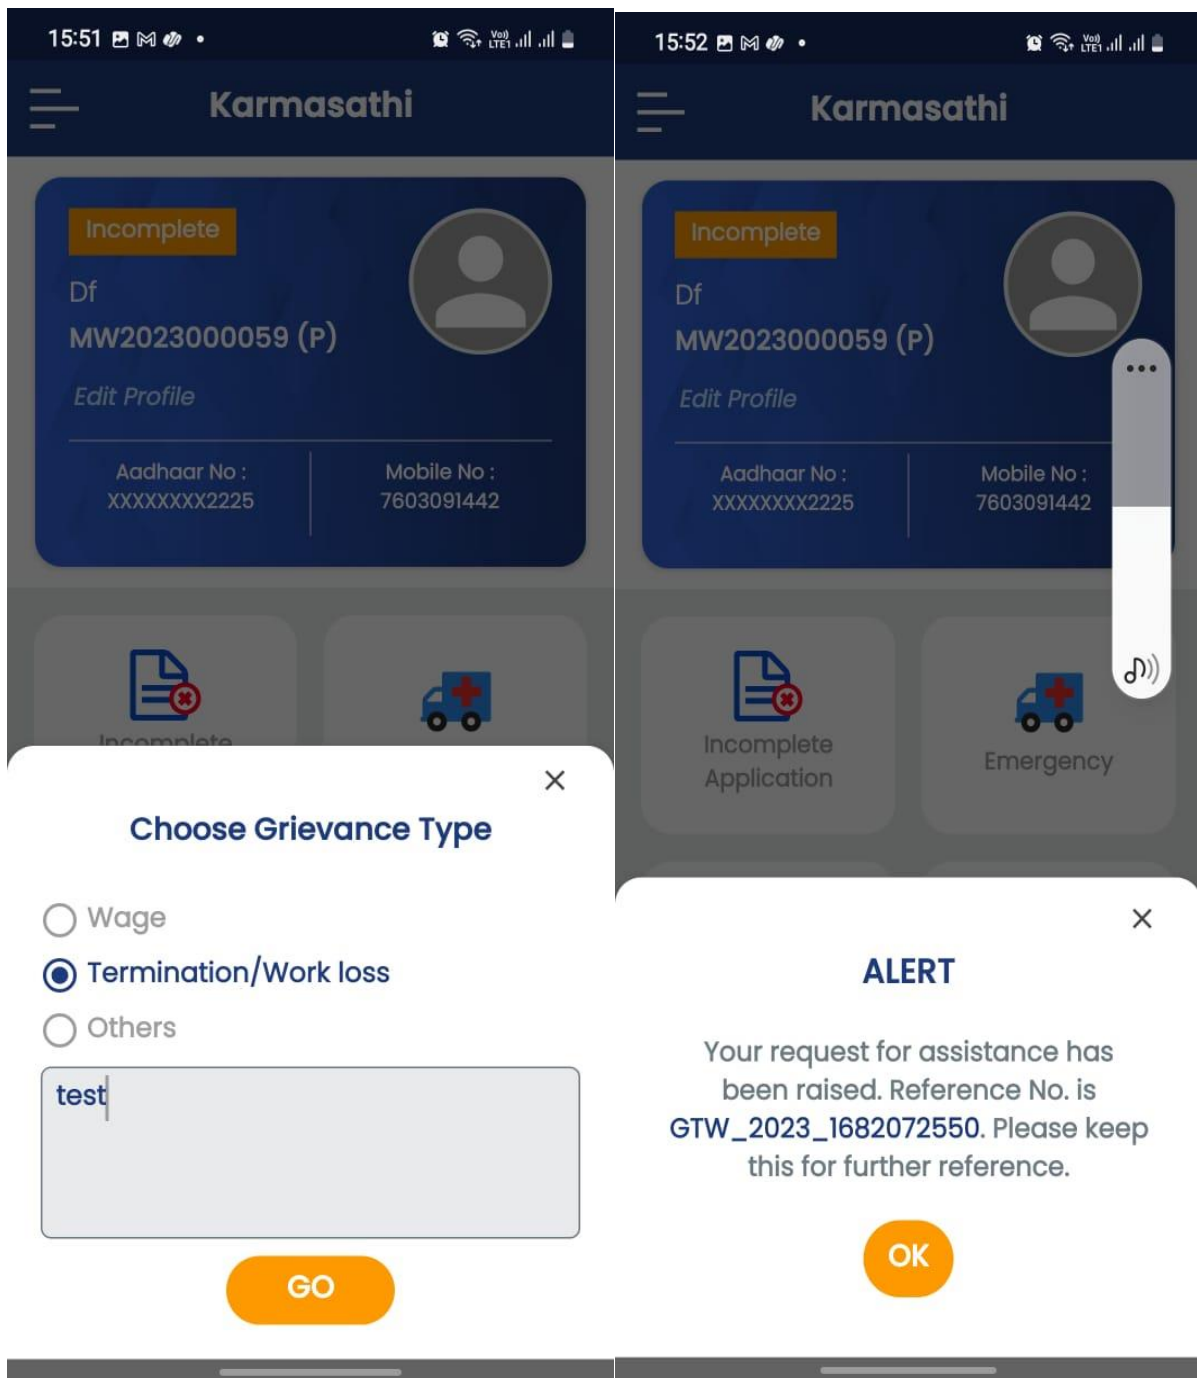 15:51
Karmasathi
Incomplete
Df
MW2023000059 (P)
Edit Profile
Aadhaar No :
XXXXXXXX2225
Mobile No :
7603091442
Incomplete
Choose Grievance Type
Wage
Termination/Work loss
Others
test
GO
15:52
Karmasathi
Incomplete
Df
MW2023000059 (P)
Edit Profile
Aadhaar No :
XXXXXXXX2225
Mobile No :
7603091442
Incomplete
Application
Emergency
ALERT
Your request for assistance has
been raised. Reference No. is
GTW_2023_1682072550. Please keep
this for further reference.
OK